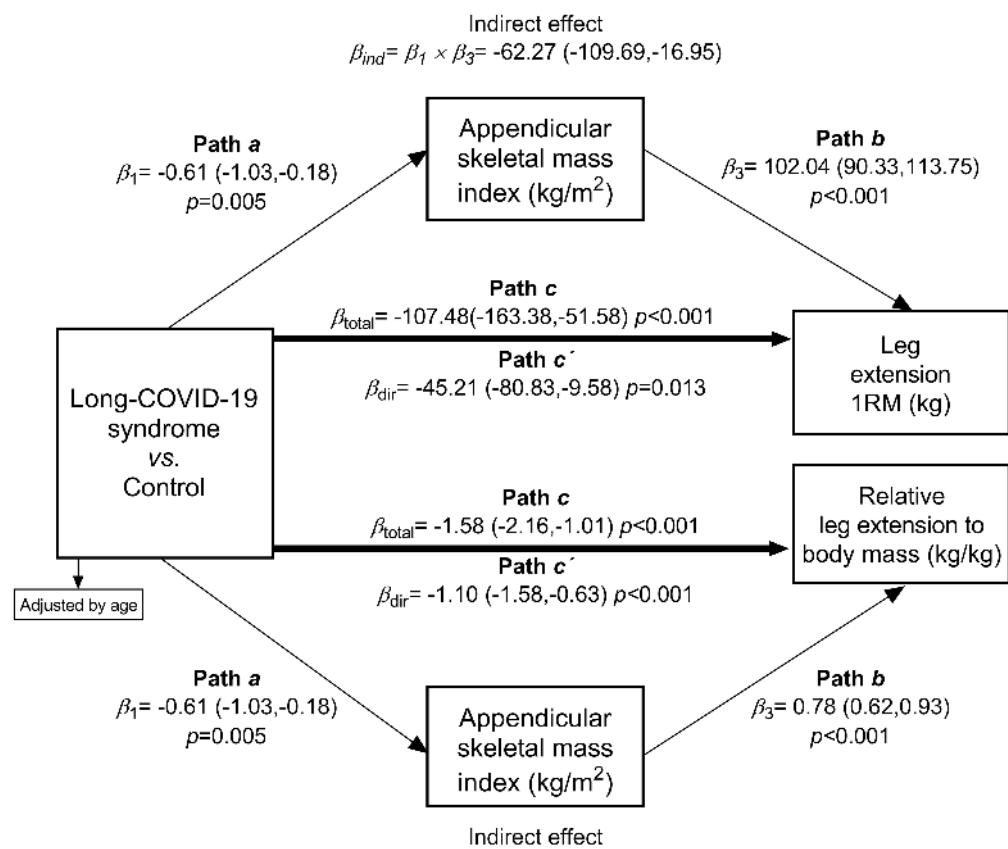 Indirect effect
βind= β1 × β3= -62.27 (-109.69,-16.95)
Path a
β1= -0.61 (-1.03,-0.18)
p=0.005
Appendicular
skeletal mass
index (kg/m²)
Path b
β3= 102.04 (90.33,113.75)
p<0.001
Path c
βtotal= -107.48(-163.38,-51.58) p<0.001
Path c´
βdir= -45.21 (-80.83,-9.58) p=0.013
Leg
extension
1RM (kg)
Long-COVID-19
syndrome
vs.
Control
Adjusted by age
Path c
βtotal= -1.58 (-2.16,-1.01) p<0.001
Path c´
βdir= -1.10 (-1.58,-0.63) p<0.001
Relative
leg extension to
body mass (kg/kg)
Path a
β1= -0.61 (-1.03,-0.18)
p=0.005
Appendicular
skeletal mass
index (kg/m²)
Path b
β3= 0.78 (0.62,0.93)
p<0.001
Indirect effect